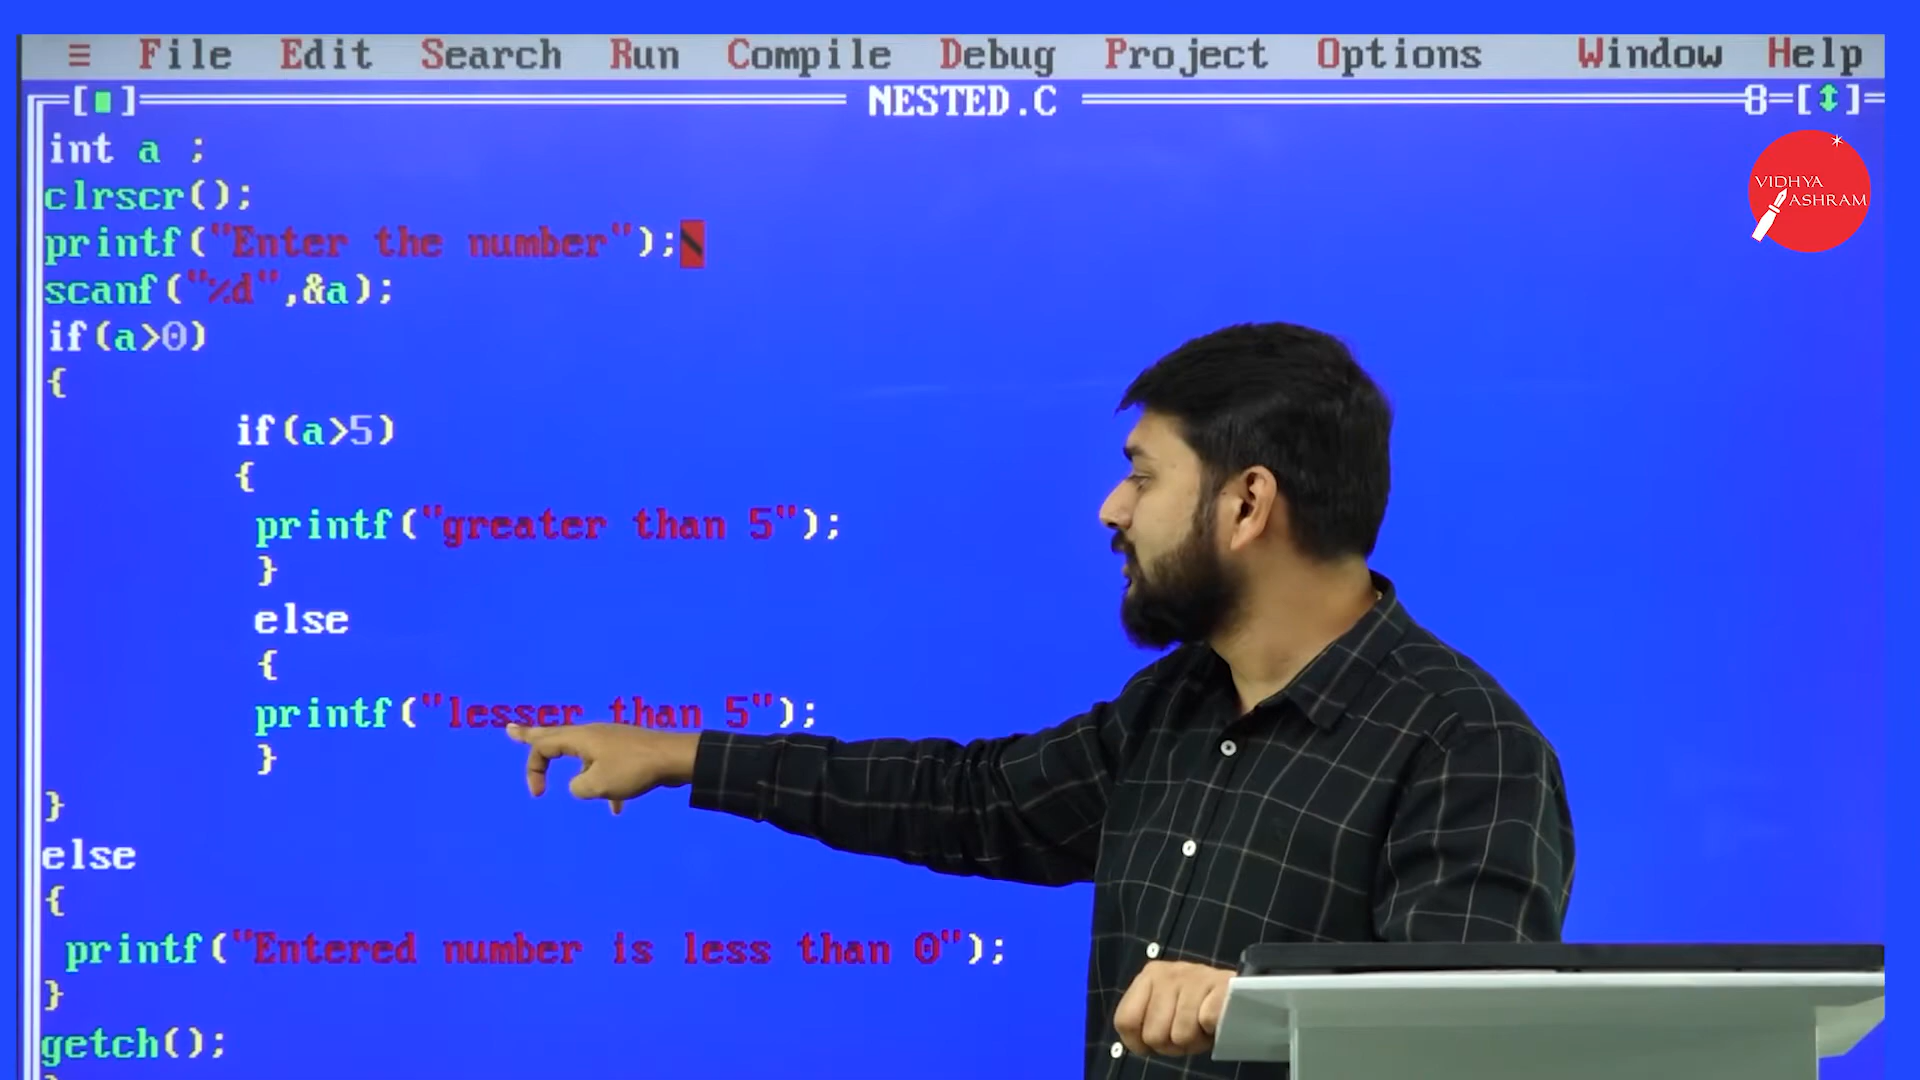 ≡ File Edit Search Run Compile Debug Project Options Window Help
[■] NESTED.C 8=[↕]
int a ;
clrscr();
printf("Enter the number");
scanf("%d",&a);
if(a>0)
{
if(a>5)
{
printf("greater than 5");
}
else
{
printf("lesser than 5");
}
}
else
{
printf("Entered number is less than 0");
}
getch();
VIDHYA
ASHRAM